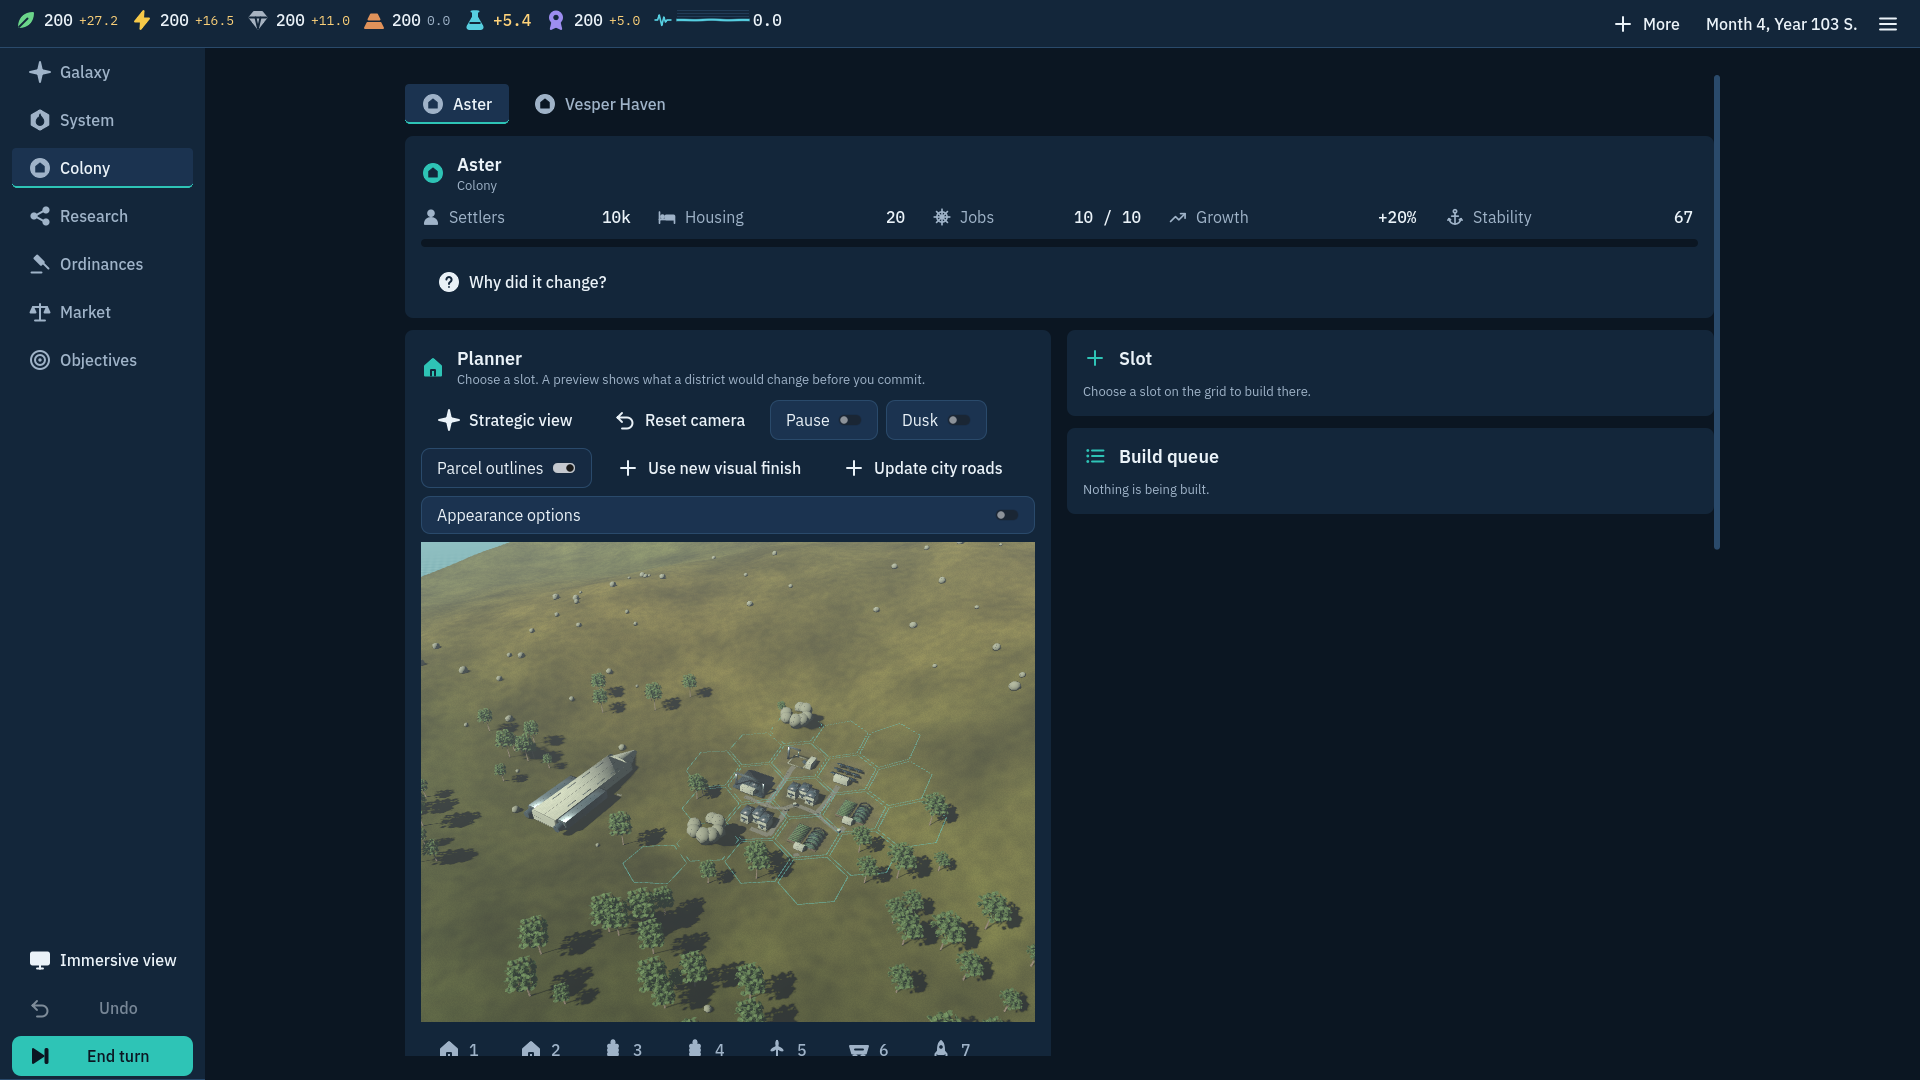 200 +27.2 200 +16.5 200 +11.0 200 0.0 +5.4 200 +5.0 0.0 More Month 4, Year 103 S.
Galaxy
System
Colony
Research
Ordinances
Market
Objectives
Immersive view
Undo
End turn
Aster Vesper Haven
Aster
Colony
Settlers 10k Housing 20 Jobs 10 / 10 Growth +20% Stability 67
Why did it change?
Planner
Choose a slot. A preview shows what a district would change before you commit.
Strategic view Reset camera Pause Dusk
Parcel outlines Use new visual finish Update city roads
Appearance options
1 2 3 4 5 6 7
Slot
Choose a slot on the grid to build there.
Build queue
Nothing is being built.